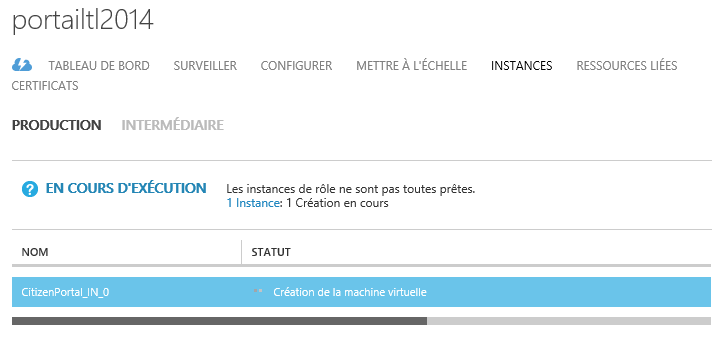 portailtl2014
TABLEAU DE BORD SURVEILLER CONFIGURER METTRE À L'ÉCHELLE INSTANCES RESSOURCES LIÉES
CERTIFICATS
PRODUCTION INTERMÉDIAIRE
? EN COURS D'EXÉCUTION Les instances de rôle ne sont pas toutes prêtes.
1 Instance: 1 Création en cours
NOM STATUT
CitizenPortal_IN_0 Création de la machine virtuelle